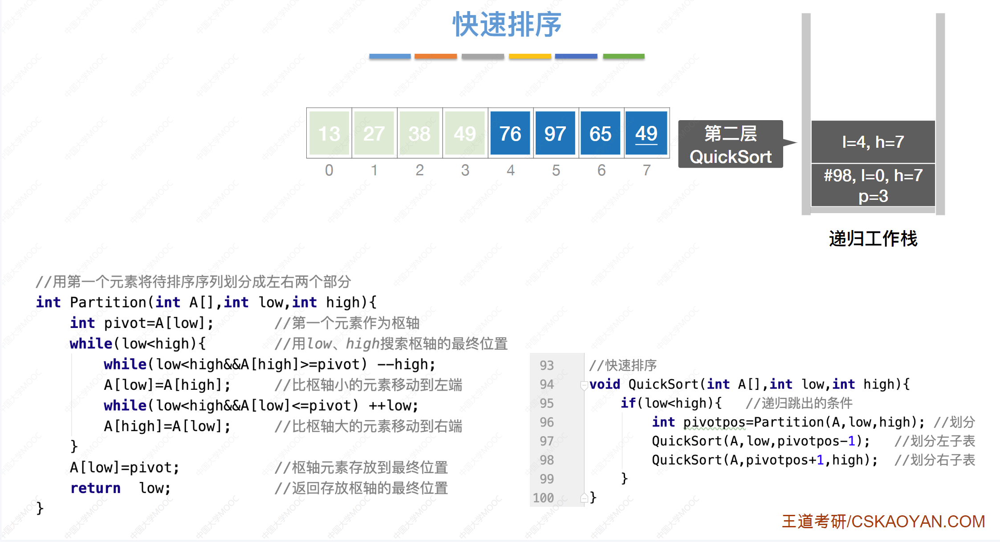 快速排序
13 27 38 49 76 97 65 49
0 1 2 3 4 5 6 7
第二层
QuickSort
l=4, h=7
#98, l=0, h=7
p=3
递归工作栈
//用第一个元素将待排序序列划分成左右两个部分
int Partition(int A[],int low,int high){
int pivot=A[low]; //第一个元素作为枢轴
while(low<high){ //用low、high搜索枢轴的最终位置
while(low<high&&A[high]>=pivot) --high;
A[low]=A[high]; //比枢轴小的元素移动到左端
while(low<high&&A[low]<=pivot) ++low;
A[high]=A[low]; //比枢轴大的元素移动到右端
}
A[low]=pivot; //枢轴元素存放到最终位置
return low; //返回存放枢轴的最终位置
}
93 //快速排序
94 void QuickSort(int A[],int low,int high){
95 if(low<high){ //递归跳出的条件
96 int pivotpos=Partition(A,low,high); //划分
97 QuickSort(A,low,pivotpos-1); //划分左子表
98 QuickSort(A,pivotpos+1,high); //划分右子表
99 }
100 }
王道考研/CSKAOYAN.COM
中国大学MOOC